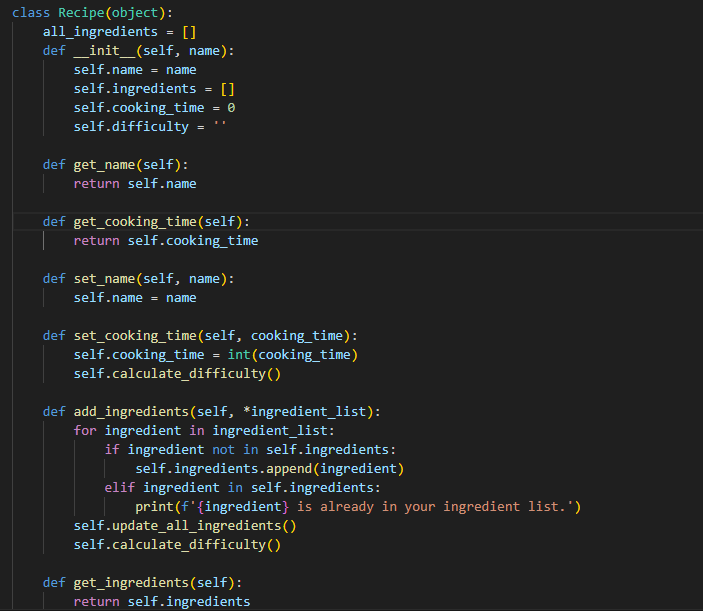 class Recipe(object):
    all_ingredients = []
    def __init__(self, name):
        self.name = name
        self.ingredients = []
        self.cooking_time = 0
        self.difficulty = ''

    def get_name(self):
        return self.name

    def get_cooking_time(self):
        return self.cooking_time

    def set_name(self, name):
        self.name = name

    def set_cooking_time(self, cooking_time):
        self.cooking_time = int(cooking_time)
        self.calculate_difficulty()

    def add_ingredients(self, *ingredient_list):
        for ingredient in ingredient_list:
            if ingredient not in self.ingredients:
                self.ingredients.append(ingredient)
            elif ingredient in self.ingredients:
                print(f'{ingredient} is already in your ingredient list.')
        self.update_all_ingredients()
        self.calculate_difficulty()

    def get_ingredients(self):
        return self.ingredients